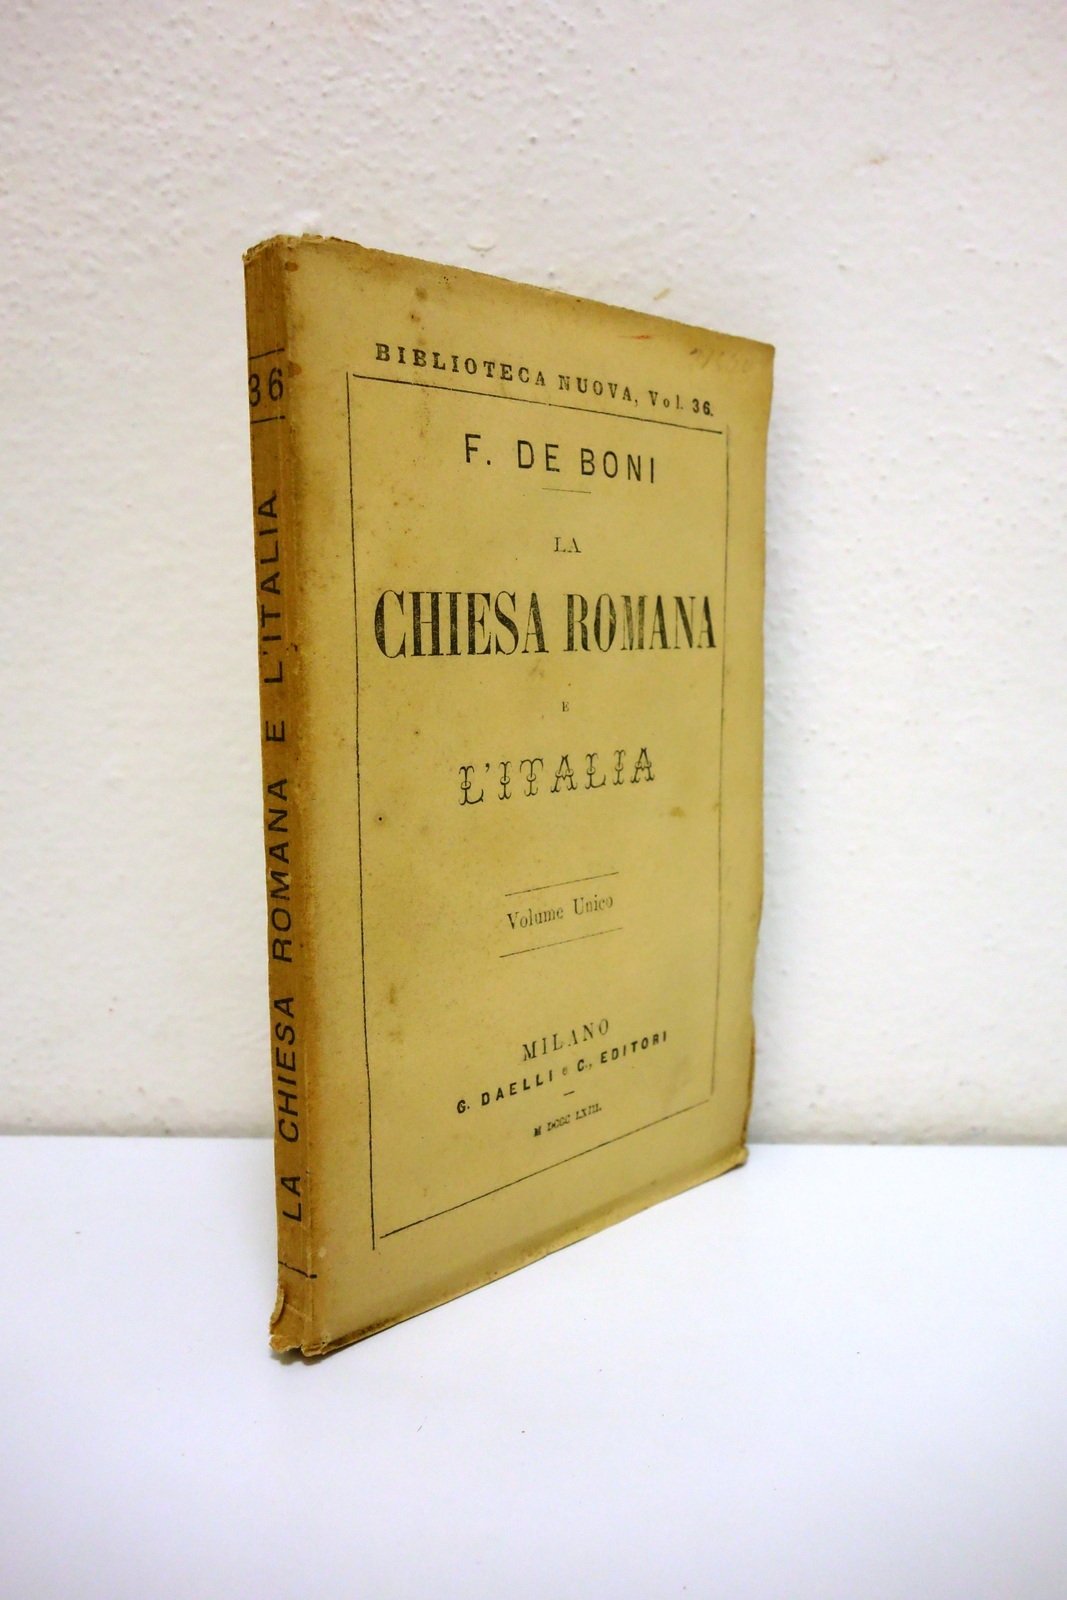 BIBLIOTECA NUOVA, Vol. 36.
F. DE BONI
LA
CHIESA ROMANA
E
L'ITALIA
Volume Unico
MILANO
G. DAELLI e C., EDITORI
M DCCC LXIII.
36
LA CHIESA ROMANA E L'ITALIA